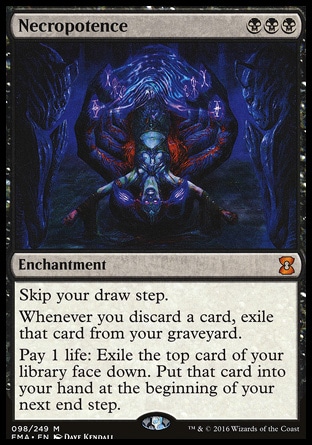 Necropotence
Enchantment
Skip your draw step.
Whenever you discard a card, exile
that card from your graveyard.
Pay 1 life: Exile the top card of your
library face down. Put that card into
your hand at the beginning of your
next end step.
098/249 M
EMA • EN Dave Kendall
™ & © 2016 Wizards of the Coast